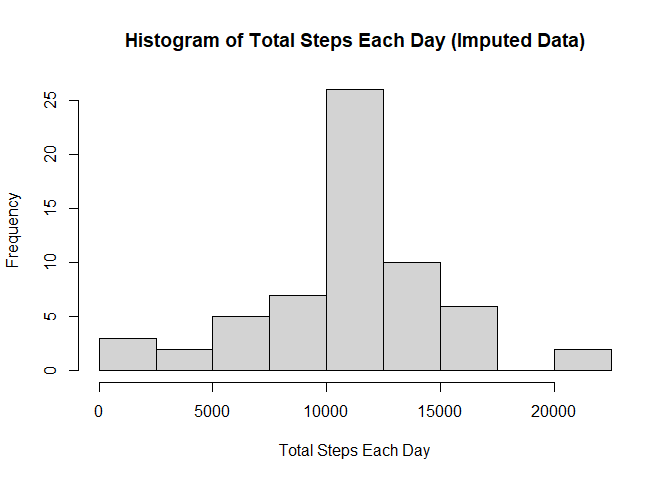 Histogram of Total Steps Each Day (Imputed Data)
Frequency
25
20
15
10
5
0
0 5000 10000 15000 20000
Total Steps Each Day